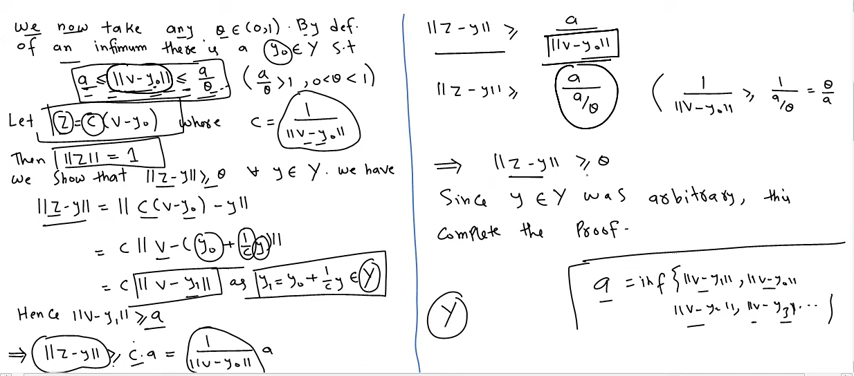 We now take any θ ∈ (0,1). By def.
of an infimum there is a y₀ ∈ Y s.t
a ≤ ||v-y₀|| ≤ a/θ ( a/θ > 1 , 0<θ<1 )
Let Z = c(v-y₀) whose c = 1/||v-y₀||
Then ||Z|| = 1
we show that ||Z-y|| ≥ θ ∀ y ∈ Y. we have
||Z-y|| = || c(v-y₀) - y||
= c || v - (y₀ + 1/c y)||
= c || v - y₁|| as y₁ = y₀ + 1/c y ∈ Y
Hence ||v-y₁|| ≥ a
⇒ ||Z-y|| ≥ c·a = (1/||v-y₀||) a
||Z-y|| ≥ a/||v-y₀||
||Z-y|| ≥ a/(a/θ) ( 1/||v-y₀|| ≥ 1/(a/θ) = θ/a
⇒ ||Z-y|| ≥ θ
Since y ∈ Y was arbitrary, this
complete the Proof.
a = inf { ||v-y₁||, ||v-y₀||
||v-y₂||, ||v-y₃|| ... }
Y